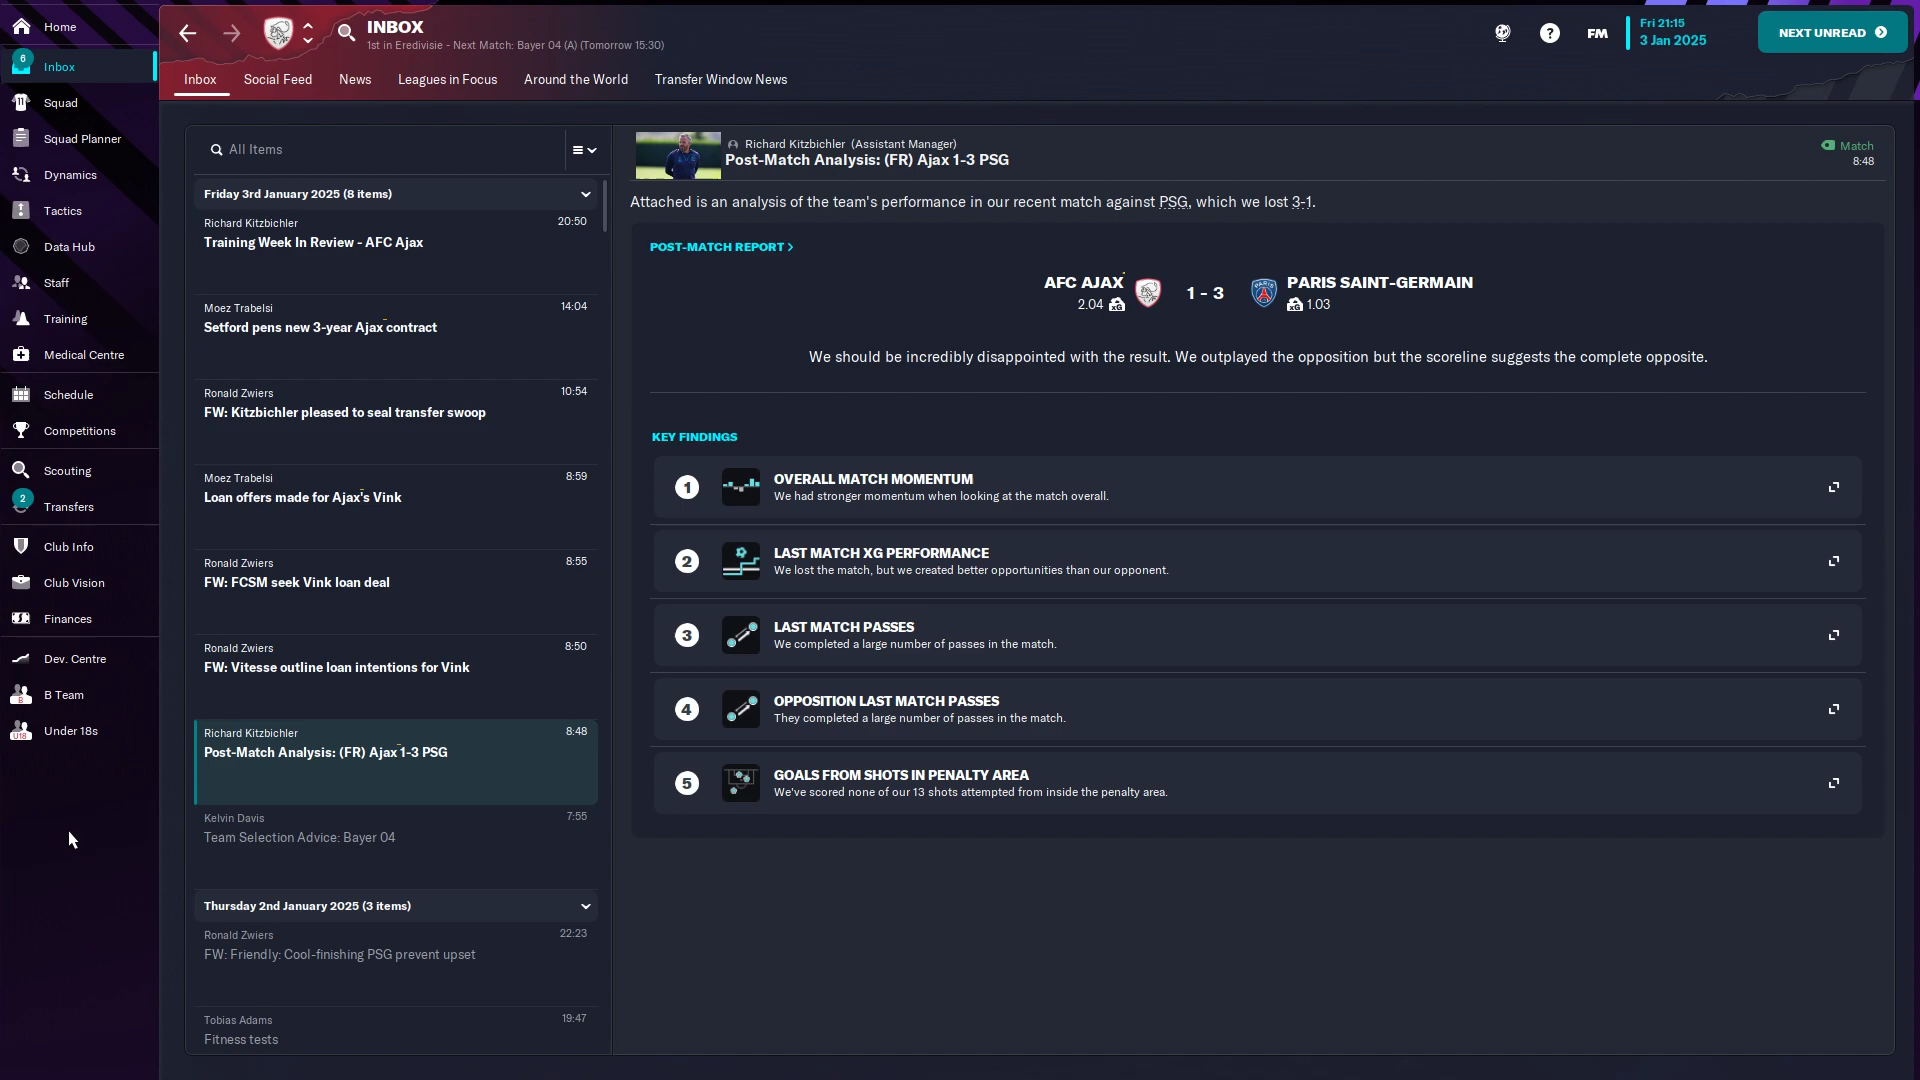 Home
6
Inbox
11
Squad
Squad Planner
Dynamics
Tactics
Data Hub
Staff
Training
Medical Centre
Schedule
Competitions
Scouting
2
Transfers
Club Info
Club Vision
Finances
Dev. Centre
B
B Team
U18
Under 18s
INBOX
1st in Eredivisie - Next Match: Bayer 04 (A) (Tomorrow 15:30)
?
FM
Fri 21:15
3 Jan 2025
NEXT UNREAD
Inbox
Social Feed
News
Leagues in Focus
Around the World
Transfer Window News
All Items
Friday 3rd January 2025 (8 items)
Richard Kitzbichler 20:50
Training Week In Review - AFC Ajax
Moez Trabelsi 14:04
Setford pens new 3-year Ajax contract
Ronald Zwiers 10:54
FW: Kitzbichler pleased to seal transfer swoop
Moez Trabelsi 8:59
Loan offers made for Ajax's Vink
Ronald Zwiers 8:55
FW: FCSM seek Vink loan deal
Ronald Zwiers 8:50
FW: Vitesse outline loan intentions for Vink
Richard Kitzbichler 8:48
Post-Match Analysis: (FR) Ajax 1-3 PSG
Kelvin Davis 7:55
Team Selection Advice: Bayer 04
Thursday 2nd January 2025 (3 items)
Ronald Zwiers 22:23
FW: Friendly: Cool-finishing PSG prevent upset
Tobias Adams 19:47
Fitness tests
Richard Kitzbichler (Assistant Manager)
Post-Match Analysis: (FR) Ajax 1-3 PSG
Match
8:48
Attached is an analysis of the team's performance in our recent match against PSG, which we lost 3-1.
POST-MATCH REPORT
AFC AJAX 1 - 3 PARIS SAINT-GERMAIN
2.04 xG xG 1.03
We should be incredibly disappointed with the result. We outplayed the opposition but the scoreline suggests the complete opposite.
KEY FINDINGS
1
OVERALL MATCH MOMENTUM
We had stronger momentum when looking at the match overall.
2
LAST MATCH XG PERFORMANCE
We lost the match, but we created better opportunities than our opponent.
3
LAST MATCH PASSES
We completed a large number of passes in the match.
4
OPPOSITION LAST MATCH PASSES
They completed a large number of passes in the match.
5
GOALS FROM SHOTS IN PENALTY AREA
We've scored none of our 13 shots attempted from inside the penalty area.